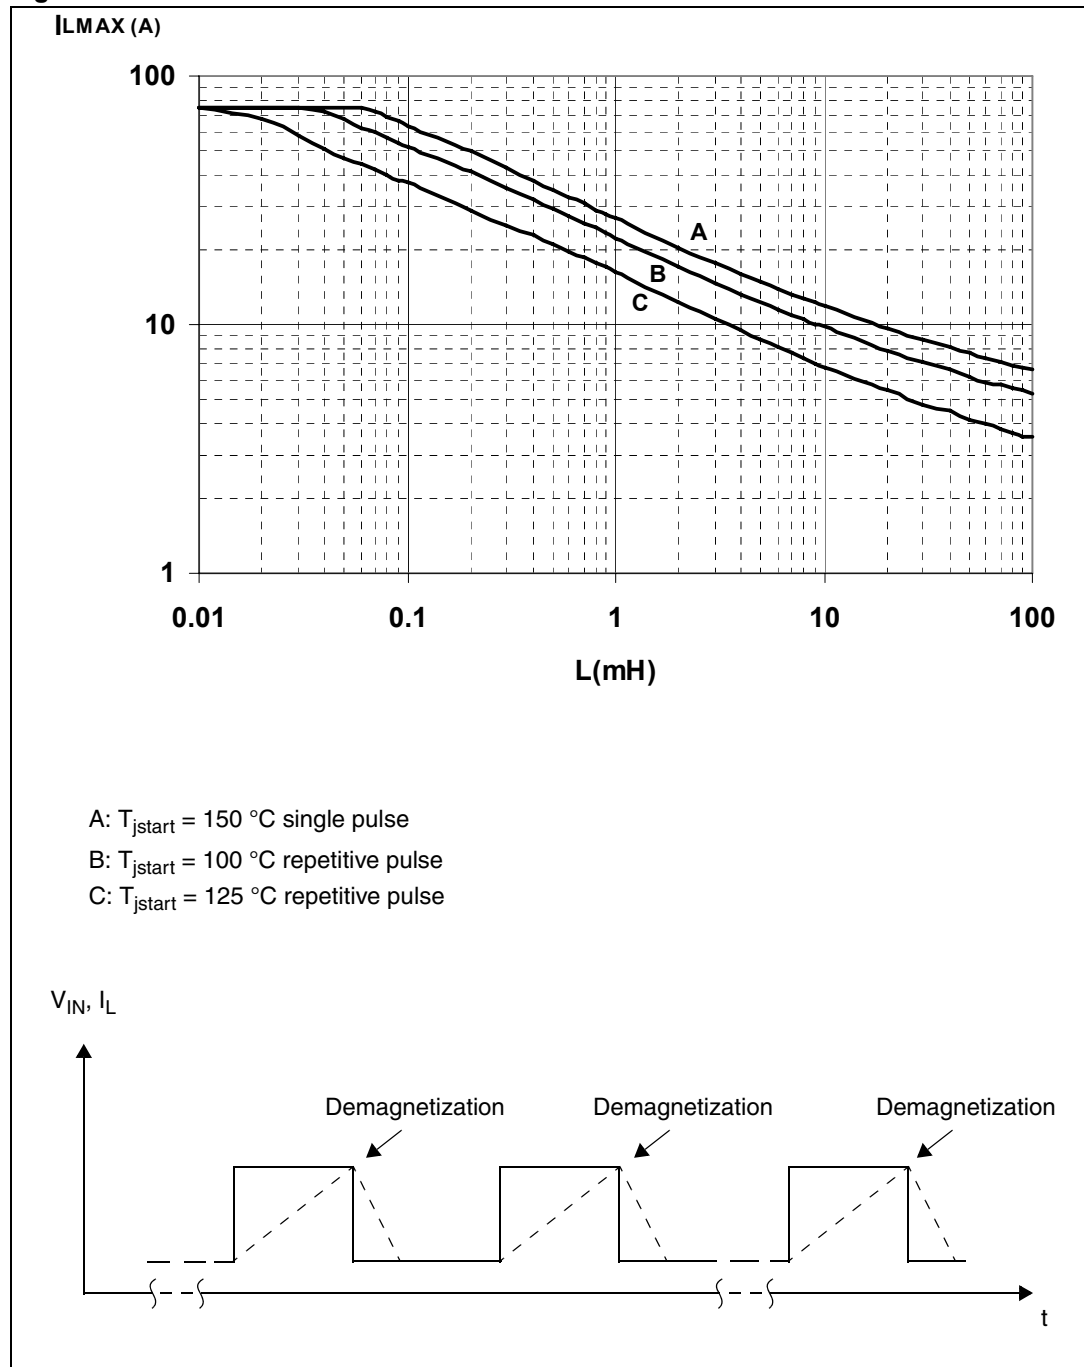 ILMAX (A)
100
10
1
A
B
C
0.01 0.1 1 10 100
L(mH)
A: Tjstart = 150 °C single pulse
B: Tjstart = 100 °C repetitive pulse
C: Tjstart = 125 °C repetitive pulse
VIN, IL
Demagnetization Demagnetization Demagnetization
t